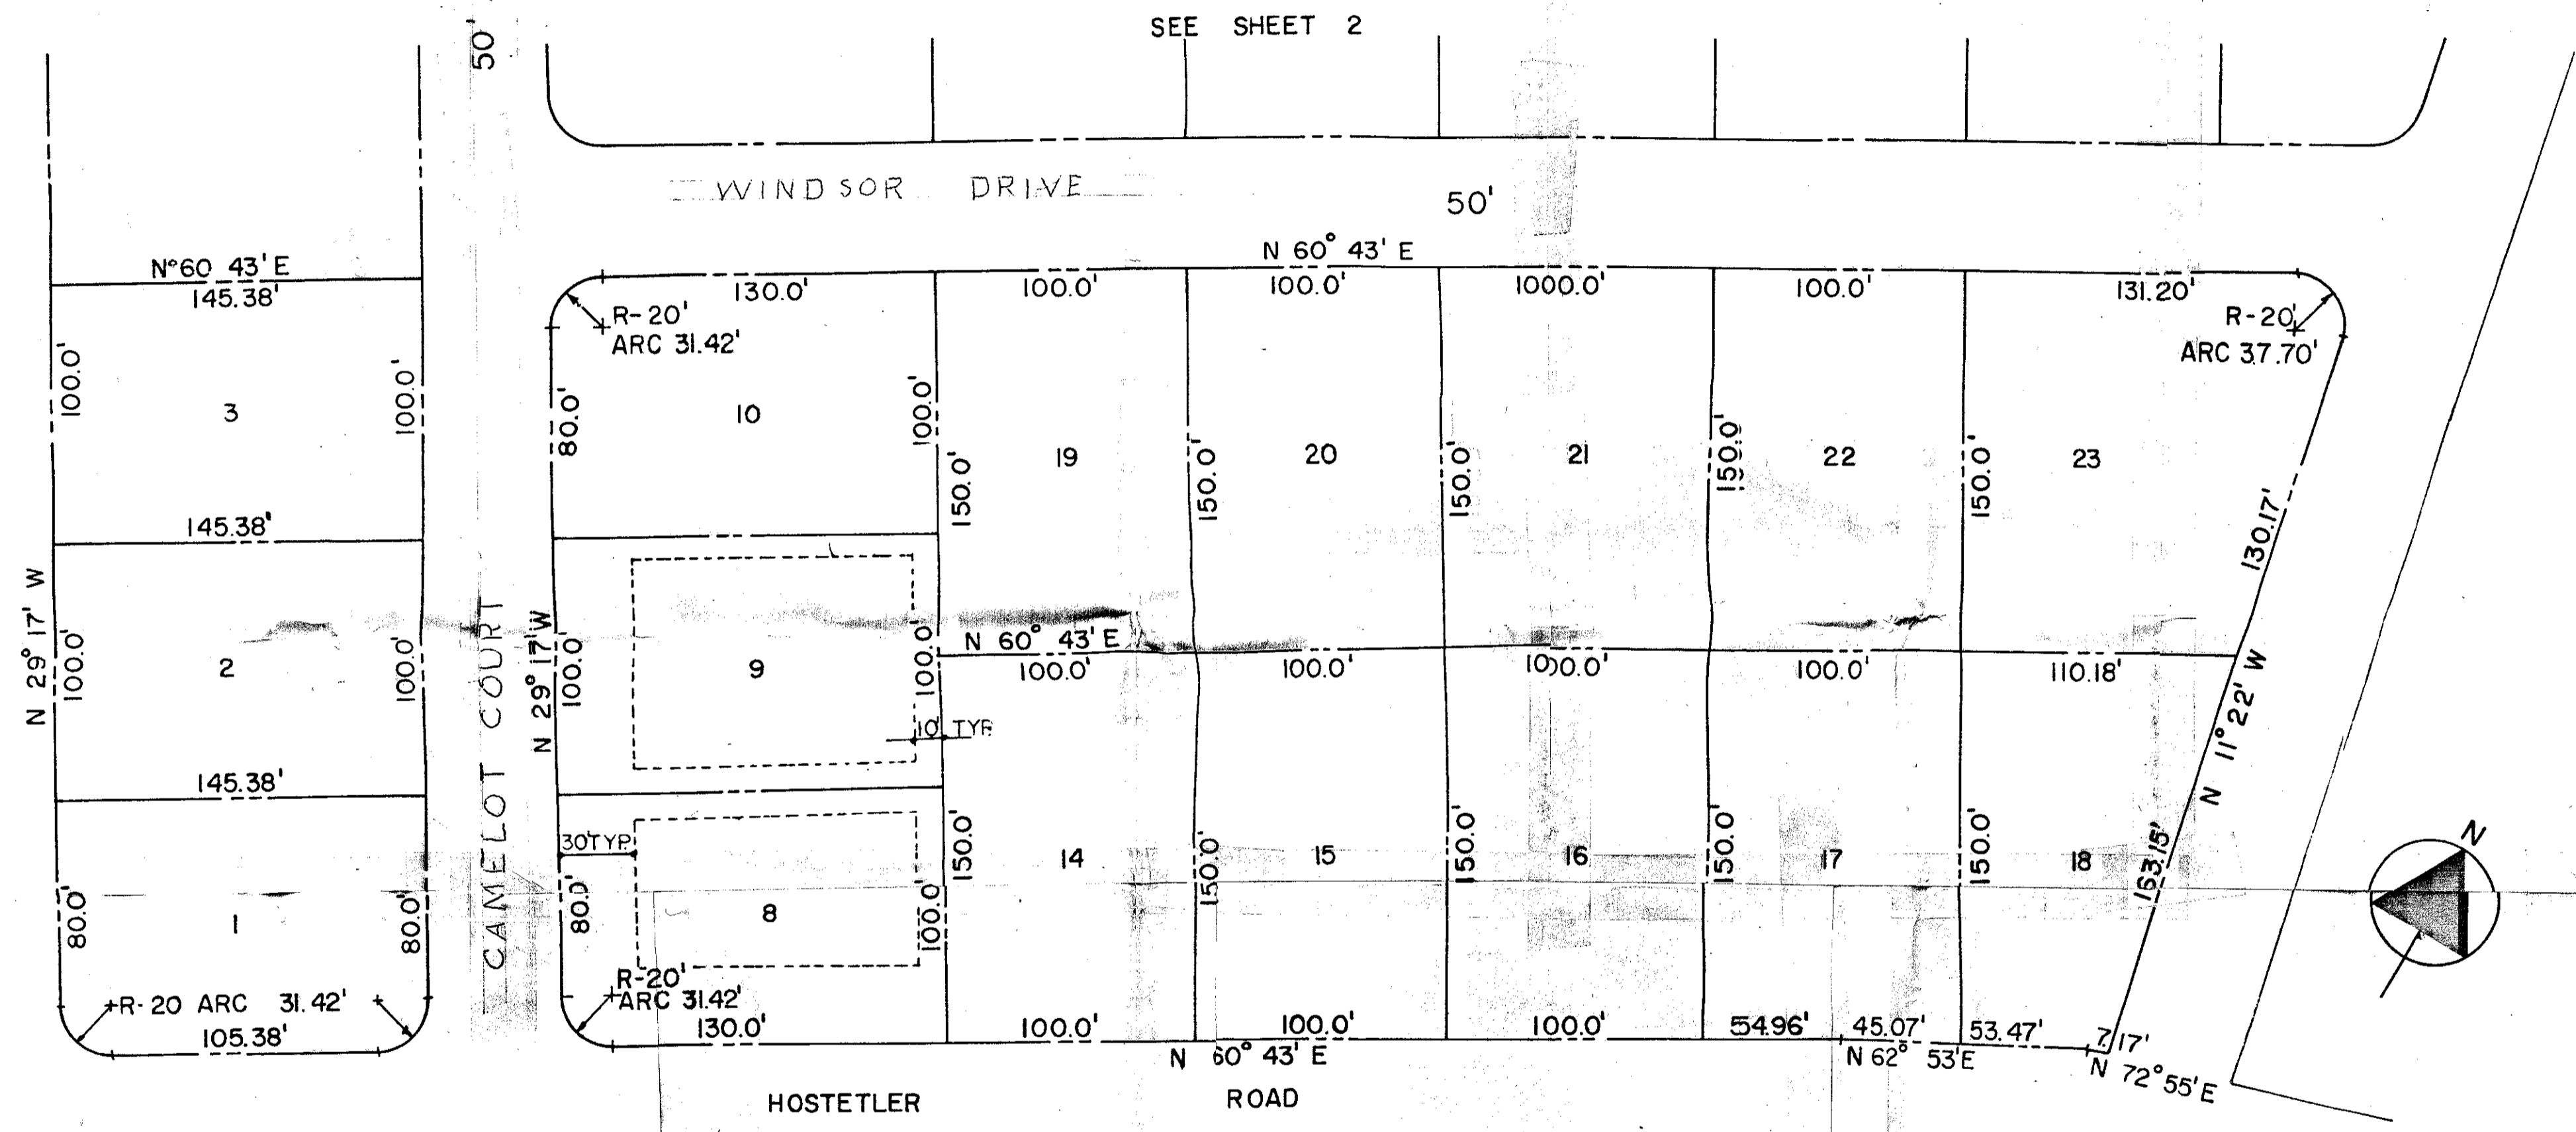 SEE SHEET 2
50'
WINDSOR DRIVE
50'
N 60° 43' E
N°60 43' E
145.38'
130.0'
100.0'
100.0'
1000.0'
100.0'
131.20'
R-20'
ARC 31.42'
R-20'
ARC 37.70'
100.0'
3
100.0'
80.0'
10
100.0'
150.0'
19
150.0'
20
150.0'
21
150.0'
22
150.0'
23
130.17'
145.38'
N 29° 17' W
100.0'
2
100.0'
CAMELOT COURT
N 29° 17' W
100.0'
9
100.0'
N 60° 43' E
100.0'
100.0'
1000.0'
100.0'
110.18'
N 11° 22' W
10' TYP.
145.38'
30'TYP.
80.0'
1
80.0'
80.0'
8
100.0'
150.0'
14
150.0'
15
150.0'
16
150.0'
17
150.0'
18
163.15'
N
R-20 ARC 31.42'
105.38'
R-20'
ARC 31.42'
130.0'
100.0'
100.0'
100.0'
54.96'
45.07'
53.47'
7.17'
N 60° 43' E
N 62° 53'E
N 72°55'E
HOSTETLER ROAD